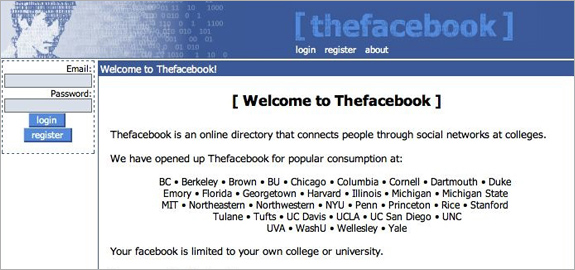 [ thefacebook ]
login register about
Email:
Password:
login
register
Welcome to Thefacebook!
[ Welcome to Thefacebook ]
Thefacebook is an online directory that connects people through social networks at colleges.
We have opened up Thefacebook for popular consumption at:
BC • Berkeley • Brown • BU • Chicago • Columbia • Cornell • Dartmouth • Duke
Emory • Florida • Georgetown • Harvard • Illinois • Michigan • Michigan State
MIT • Northeastern • Northwestern • NYU • Penn • Princeton • Rice • Stanford
Tulane • Tufts • UC Davis • UCLA • UC San Diego • UNC
UVA • WashU • Wellesley • Yale
Your facebook is limited to your own college or university.